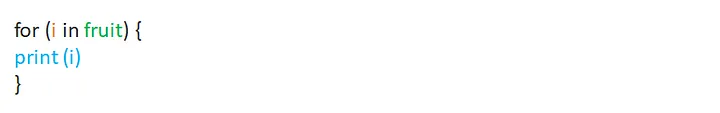 for (i in fruit) {
print (i)
}